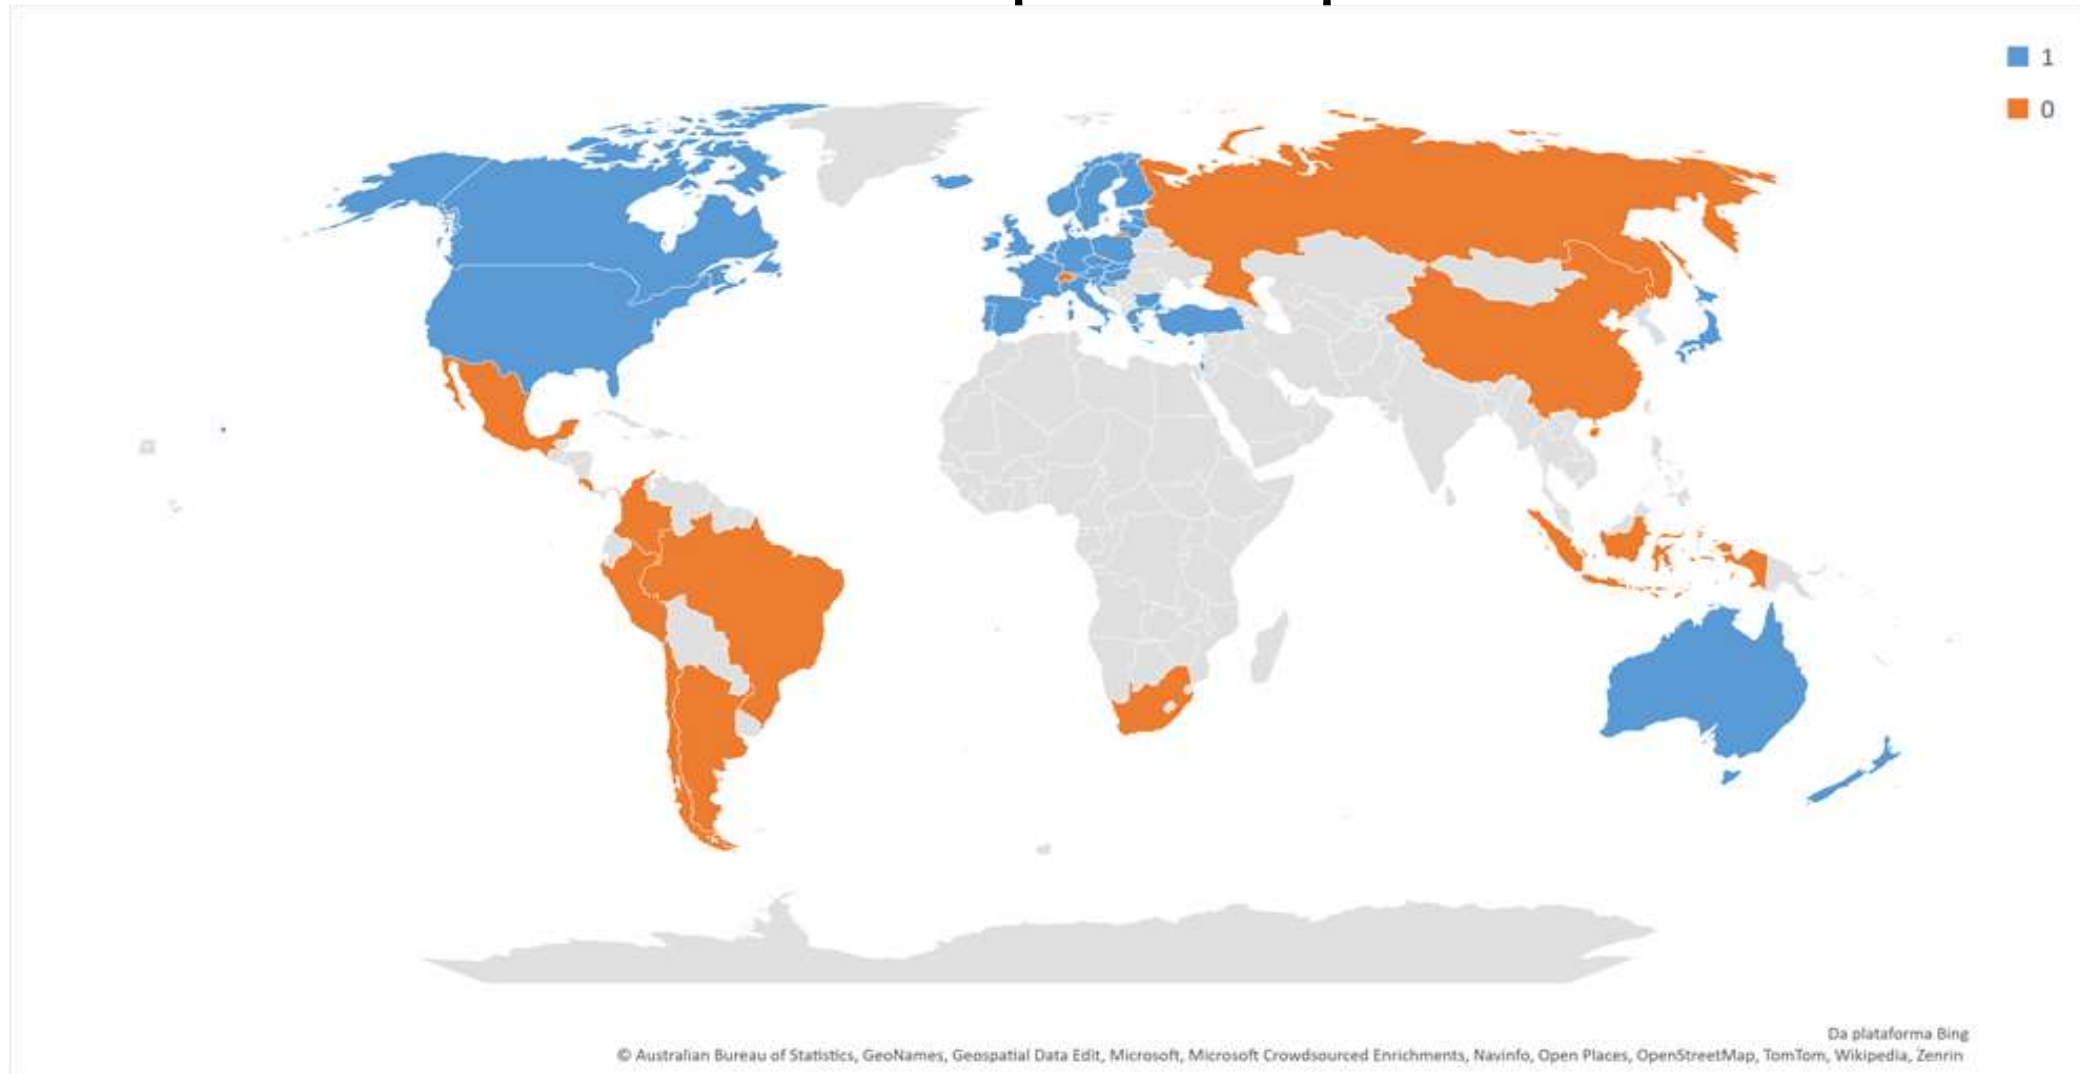 1
0
Da plataforma Bing
© Australian Bureau of Statistics, GeoNames, Geospatial Data Edit, Microsoft, Microsoft Crowdsourced Enrichments, Navinfo, Open Places, OpenStreetMap, TomTom, Wikipedia, Zenrin